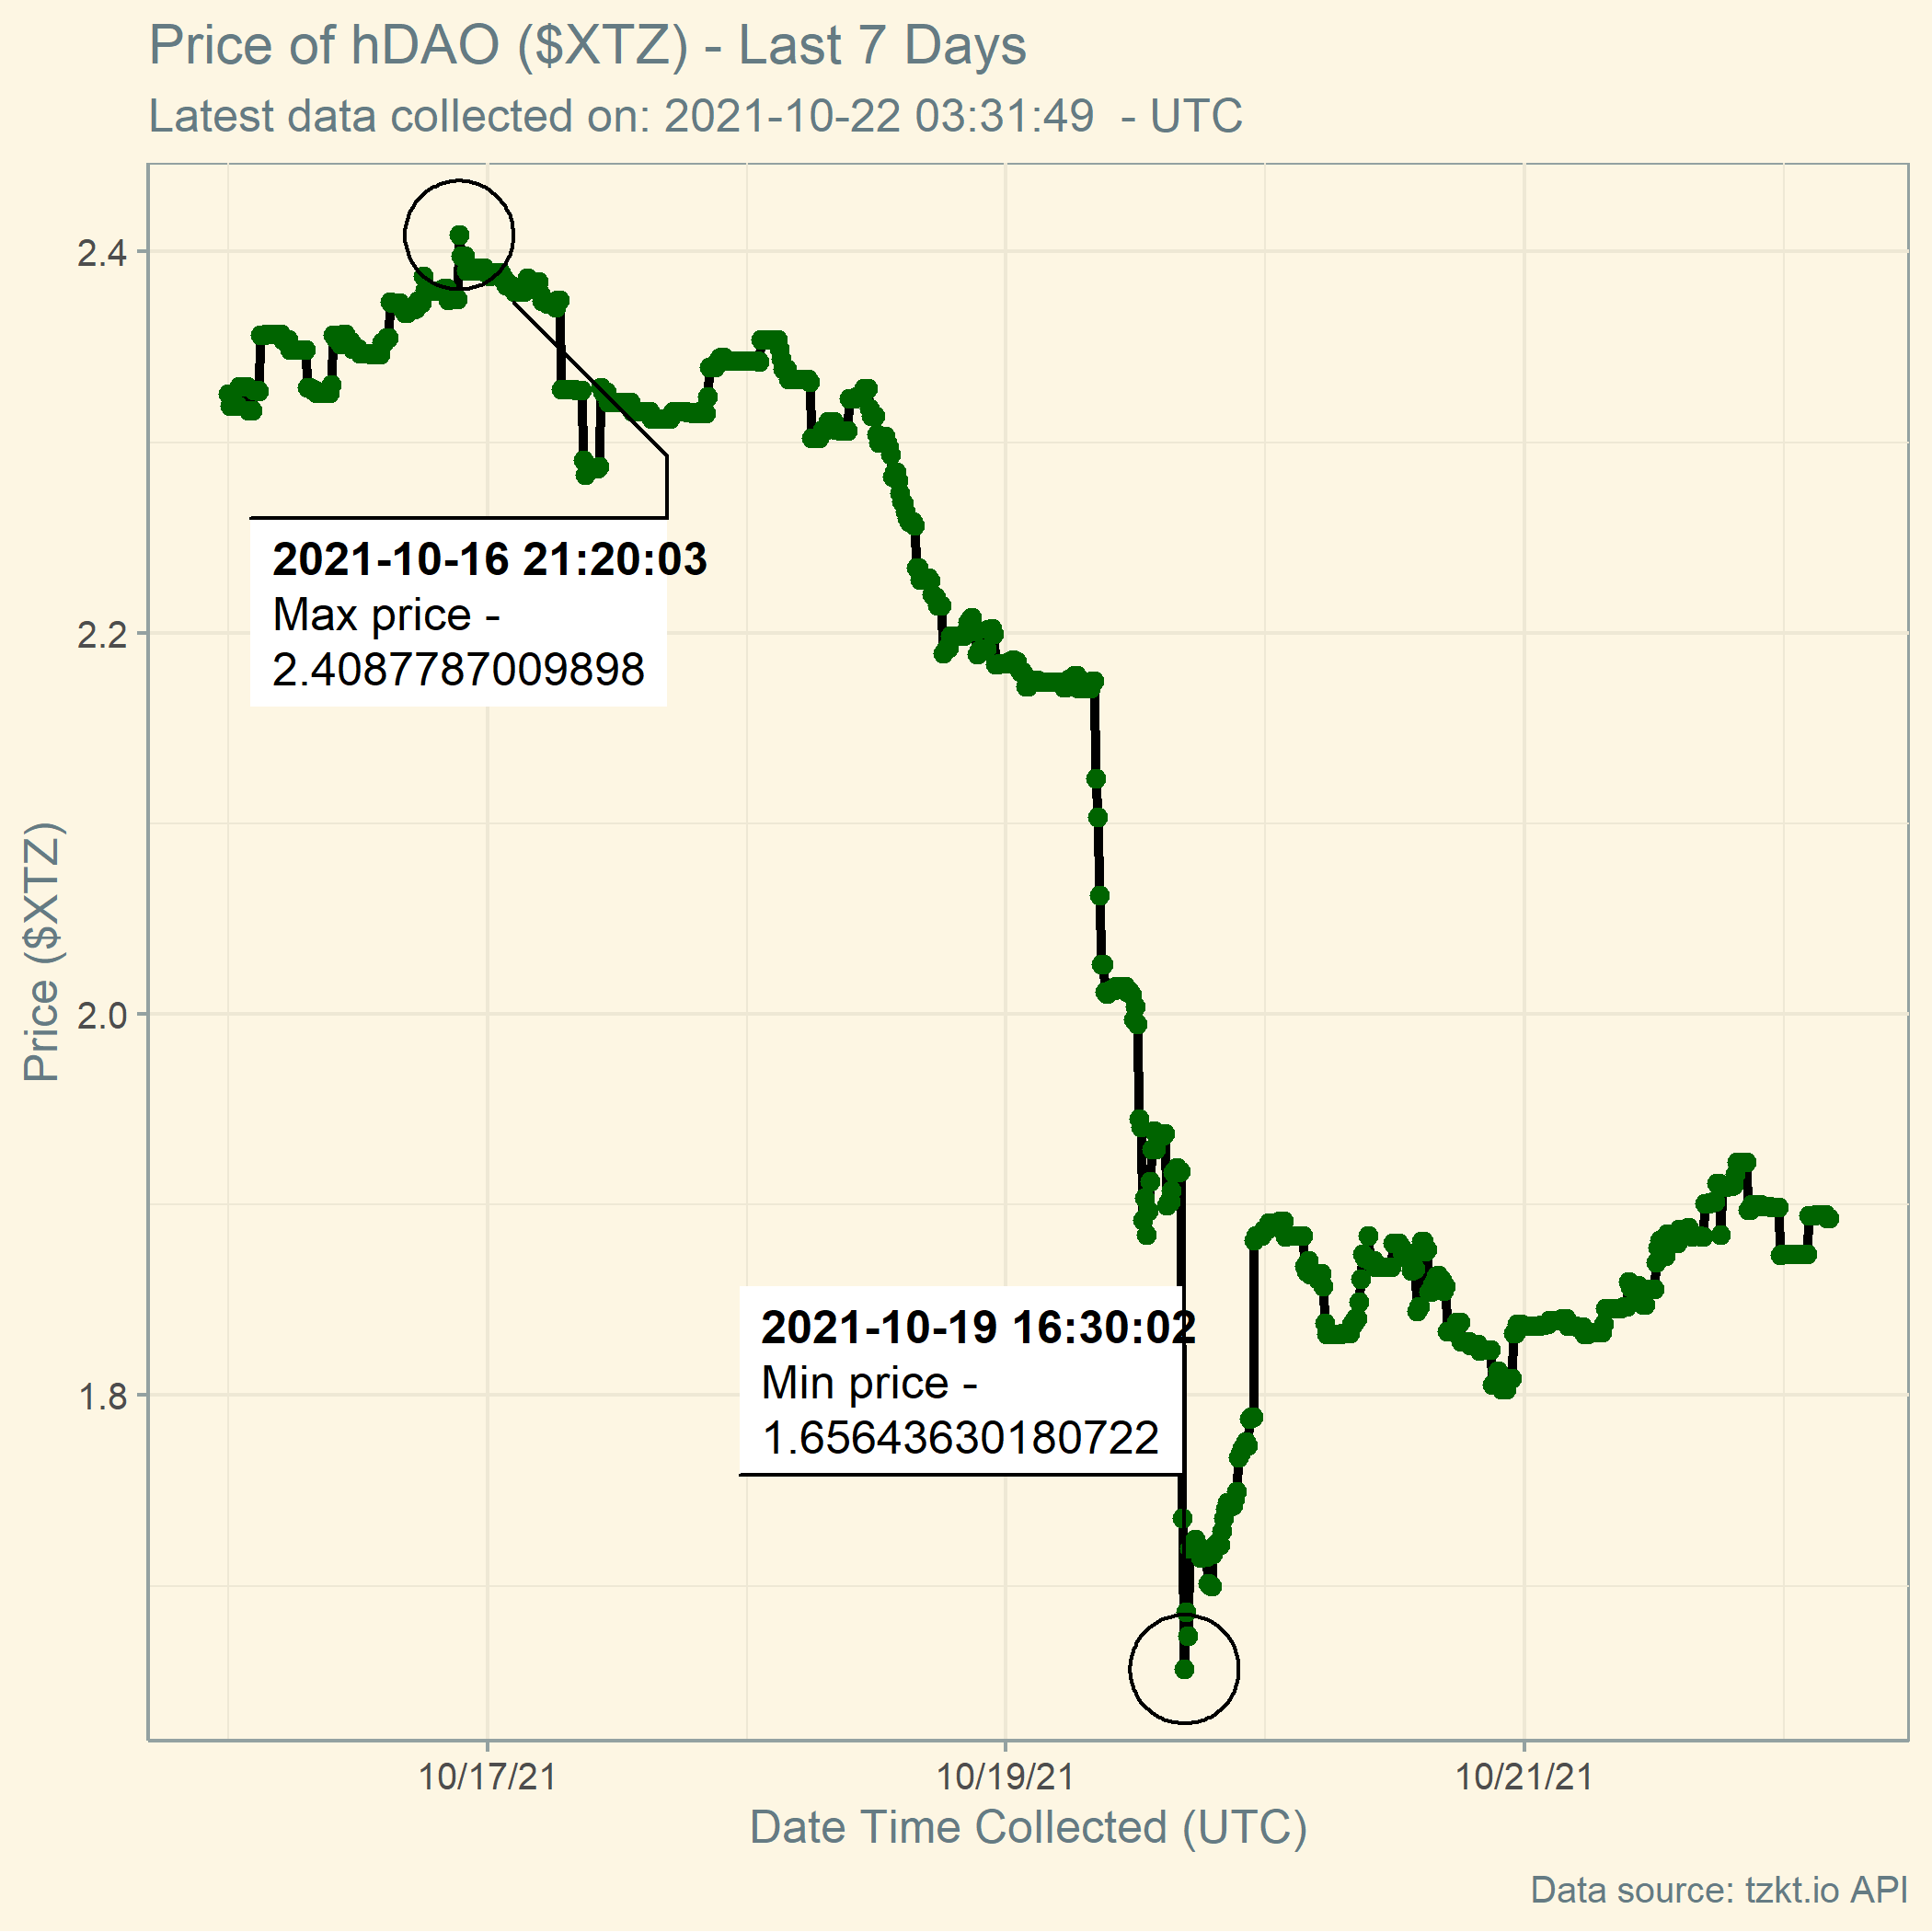 Price of hDAO ($XTZ) - Last 7 Days
Latest data collected on: 2021-10-22 03:31:49  - UTC
2.4
2.2
2.0
1.8
Price ($XTZ)
2021-10-16 21:20:03
Max price -
2.4087787009898
2021-10-19 16:30:02
Min price -
1.65643630180722
10/17/21
10/19/21
10/21/21
Date Time Collected (UTC)
Data source: tzkt.io API